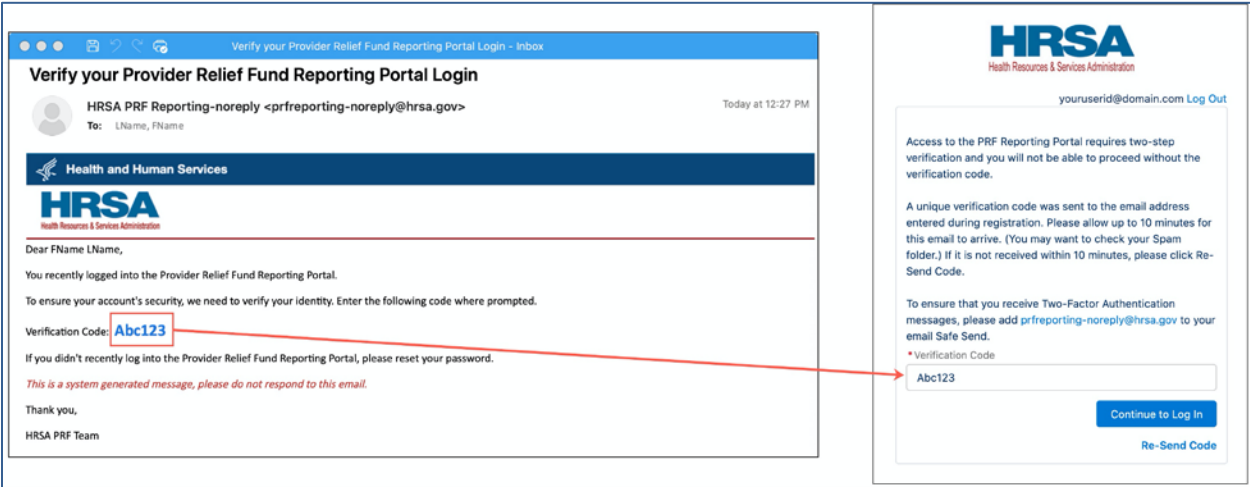 Verify your Provider Relief Fund Reporting Portal Login – Inbox
Verify your Provider Relief Fund Reporting Portal Login
HRSA PRF Reporting-noreply <prfreporting-noreply@hrsa.gov>
Today at 12:27 PM
To: LName, FName
Health and Human Services
HRSA
Health Resources & Services Administration
Dear FName LName,
You recently logged into the Provider Relief Fund Reporting Portal.
To ensure your account's security, we need to verify your identity. Enter the following code where prompted.
Verification Code: Abc123
If you didn't recently log into the Provider Relief Fund Reporting Portal, please reset your password.
This is a system generated message, please do not respond to this email.
Thank you,
HRSA PRF Team
HRSA
Health Resources & Services Administration
youruserid@domain.com Log Out
Access to the PRF Reporting Portal requires two-step
verification and you will not be able to proceed without the
verification code.
A unique verification code was sent to the email address
entered during registration. Please allow up to 10 minutes for
this email to arrive. (You may want to check your Spam
folder.) If it is not received within 10 minutes, please click Re-
Send Code.
To ensure that you receive Two-Factor Authentication
messages, please add prfreporting-noreply@hrsa.gov to your
email Safe Send.
*Verification Code
Abc123
Continue to Log In
Re-Send Code